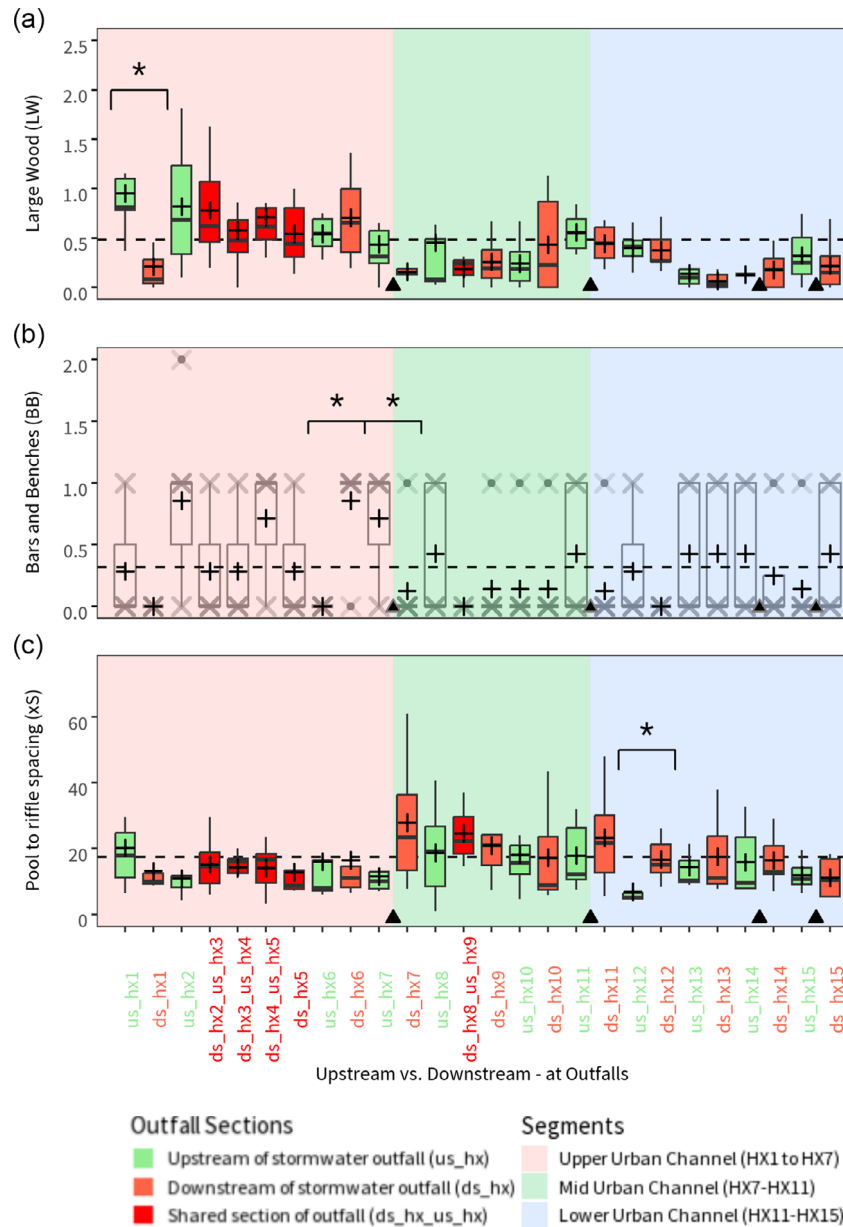 (a)
Large Wood (LW)
2.5
2.0
1.5
1.0
0.5
0.0
*
(b)
Bars and Benches (BB)
2.0
1.5
1.0
0.5
0.0
* *
(c)
Pool to riffle spacing (xS)
60
40
20
0
*
us_hx1
ds_hx1
us_hx2
ds_hx2_us_hx3
ds_hx3_us_hx4
ds_hx4_us_hx5
ds_hx5
us_hx6
ds_hx6
us_hx7
ds_hx7
us_hx8
ds_hx8_us_hx9
ds_hx9
us_hx10
ds_hx10
us_hx11
ds_hx11
us_hx12
ds_hx12
us_hx13
ds_hx13
us_hx14
ds_hx14
us_hx15
ds_hx15
Upstream vs. Downstream - at Outfalls
Outfall Sections
Upstream of stormwater outfall (us_hx)
Downstream of stormwater outfall (ds_hx)
Shared section of outfall (ds_hx_us_hx)
Segments
Upper Urban Channel (HX1 to HX7)
Mid Urban Channel (HX7-HX11)
Lower Urban Channel (HX11-HX15)